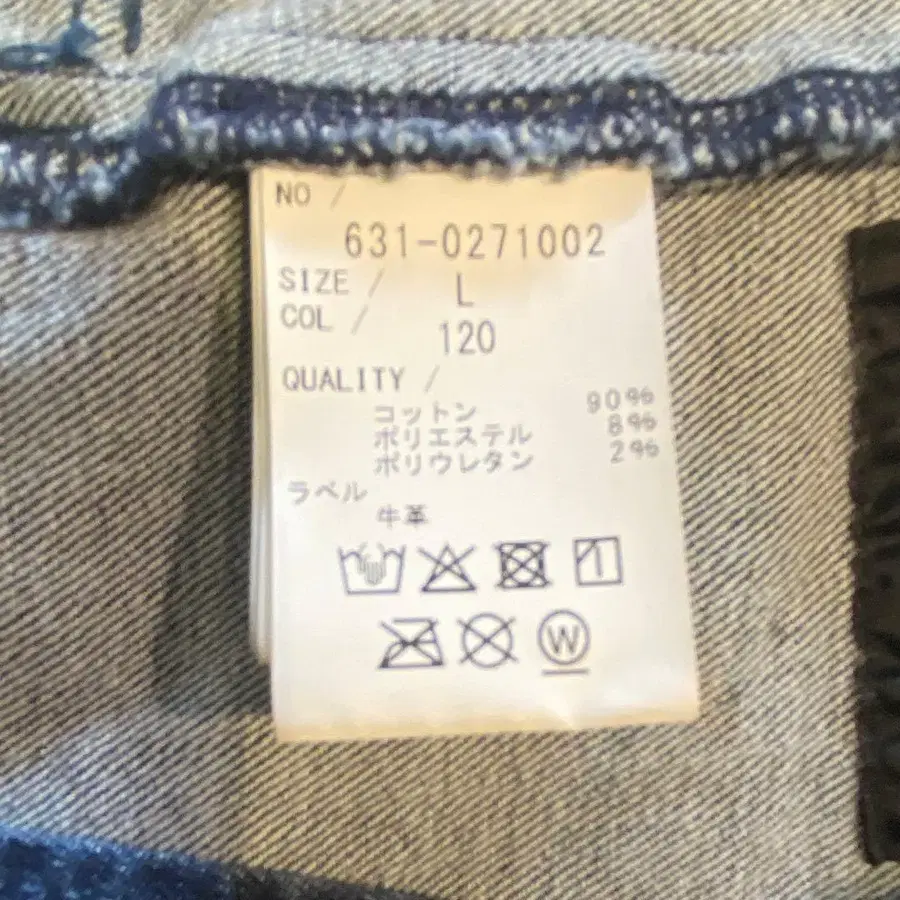 NO /
631-0271002
SIZE / L
COL / 120
QUALITY /
コットン 90%
ポリエステル 8%
ポリウレタン 2%
ラベル
牛革
W